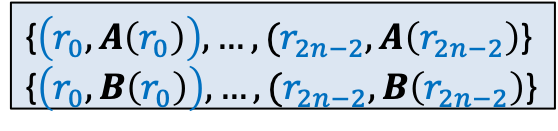 {(r₀, A(r₀)), …, (r₂ₙ₋₂, A(r₂ₙ₋₂)}
{(r₀, B(r₀)), …, (r₂ₙ₋₂, B(r₂ₙ₋₂)}